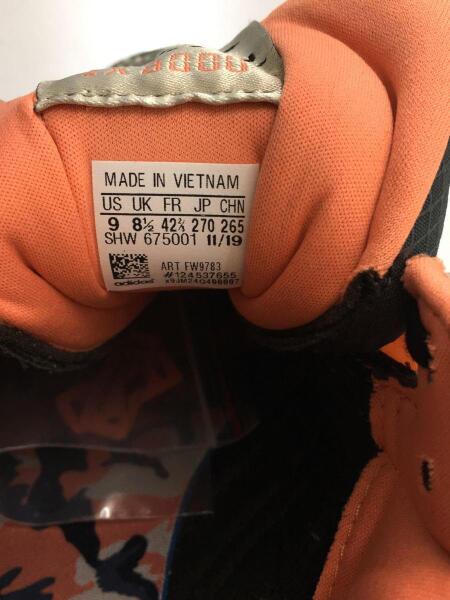 MADE IN VIETNAM
US UK FR JP CHN
9 8½ 42⅔ 270 265
SHW 675001 11/19
ART FW9783
#124537655
adidas